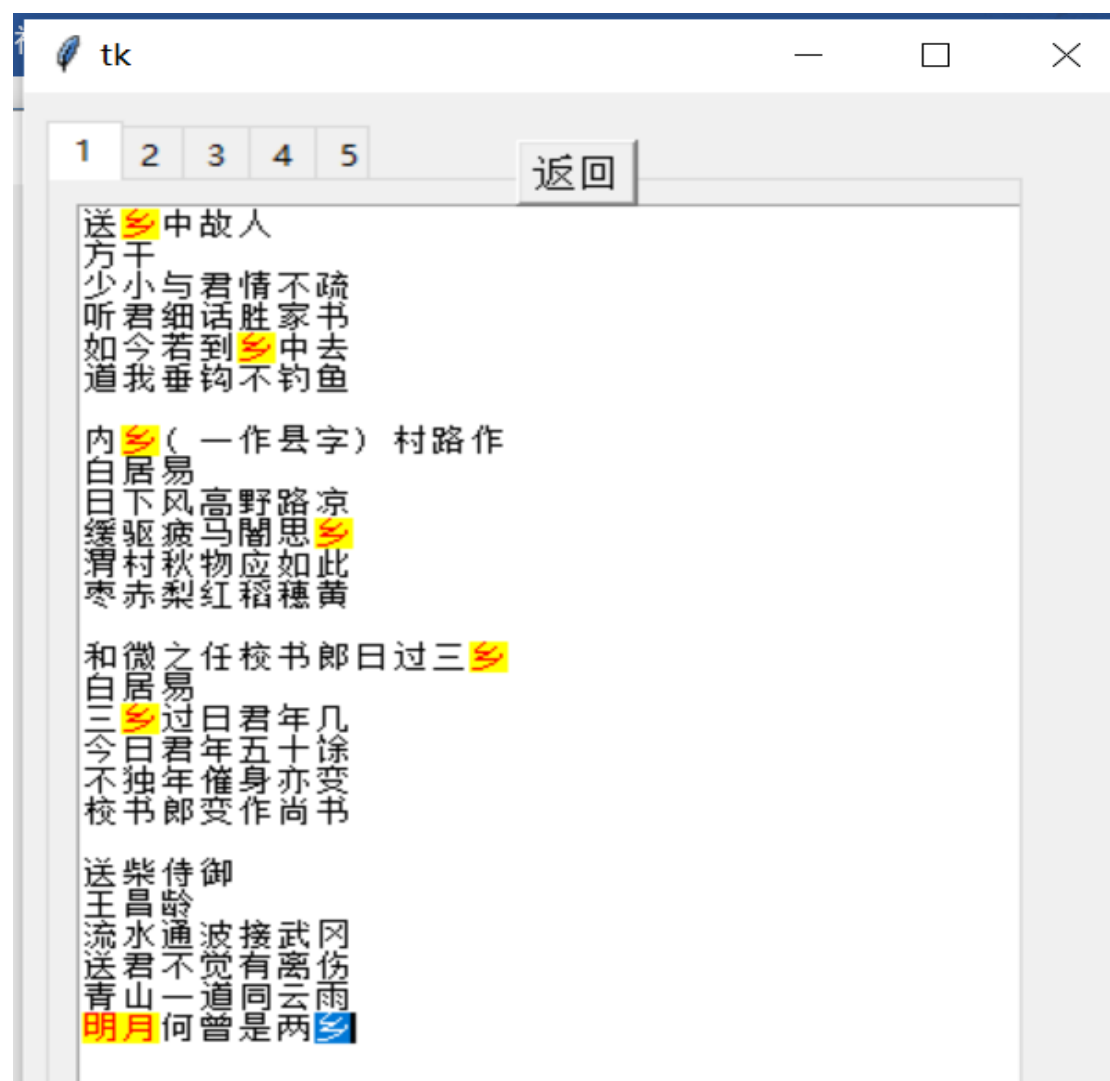 tk
1 2 3 4 5
返回
送乡中故人
方干
少小与君情不疏
听君细话胜家书
如今若到乡中去
道我垂钩不钓鱼
内乡( 一作县字) 村路作
白居易
日下风高野路凉
缓驱疲马闇思乡
渭村秋物应如此
枣赤梨红稻穗黄
和微之任校书郎日过三乡
白居易
三乡过日君年几
今日君年五十馀
不独年催身亦变
校书郎变作尚书
送柴侍御
王昌龄
流水通波接武冈
送君不觉有离伤
青山一道同云雨
明月何曾是两乡